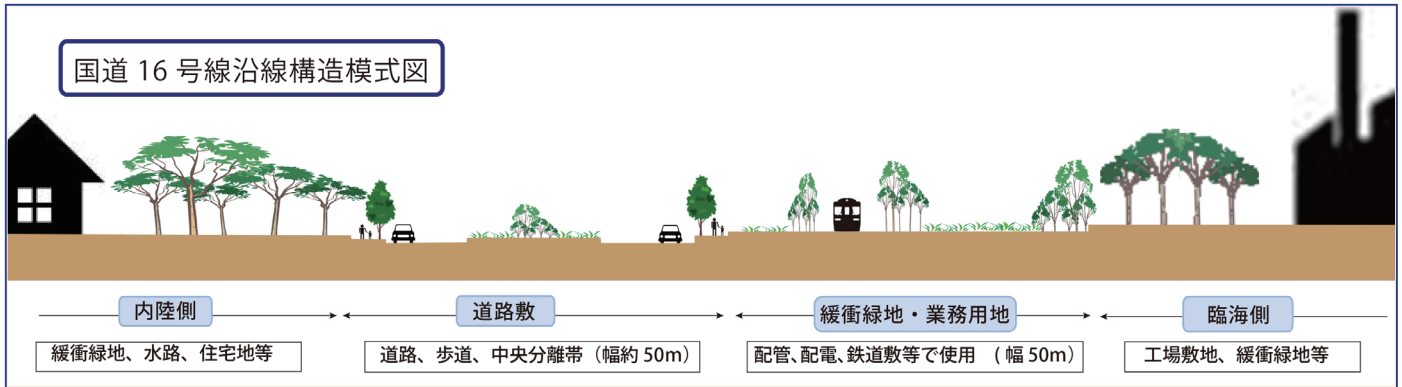 国道 16 号線沿線構造模式図
内陸側
道路敷
緩衝緑地・業務用地
臨海側
緩衝緑地、水路、住宅地等
道路、歩道、中央分離帯（幅約 50m）
配管、配電、鉄道敷等で使用 （幅 50m）
工場敷地、緩衝緑地等